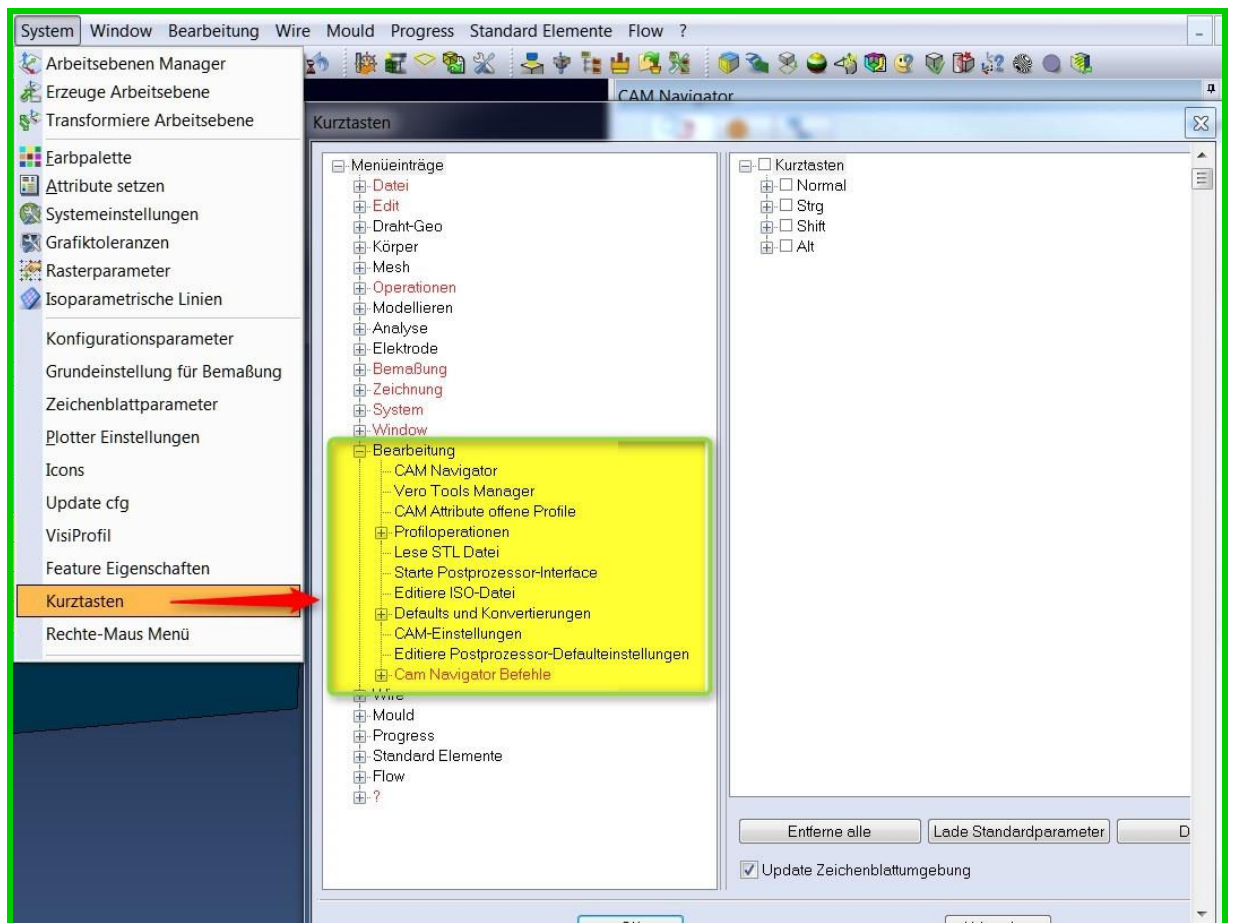 System Window Bearbeitung Wire Mould Progress Standard Elemente Flow ?
Arbeitsebenen Manager
Erzeuge Arbeitsebene
Transformiere Arbeitsebene
Farbpalette
Attribute setzen
Systemeinstellungen
Grafiktoleranzen
Rasterparameter
Isoparametrische Linien
Konfigurationsparameter
Grundeinstellung für Bemaßung
Zeichenblattparameter
Plotter Einstellungen
Icons
Update cfg
VisiProfil
Feature Eigenschaften
Kurztasten
Rechte-Maus Menü
CAM Navigator
Kurztasten
Menüeinträge
Datei
Edit
Draht-Geo
Körper
Mesh
Operationen
Modellieren
Analyse
Elektrode
Bemaßung
Zeichnung
System
Window
Bearbeitung
CAM Navigator
Vero Tools Manager
CAM Attribute offene Profile
Profiloperationen
Lese STL Datei
Starte Postprozessor-Interface
Editiere ISO-Datei
Defaults und Konvertierungen
CAM-Einstellungen
Editiere Postprozessor-Defaulteinstellungen
Cam Navigator Befehle
Wire
Mould
Progress
Standard Elemente
Flow
?
Kurztasten
Normal
Strg
Shift
Alt
Entferne alle Lade Standardparameter D
Update Zeichenblattumgebung